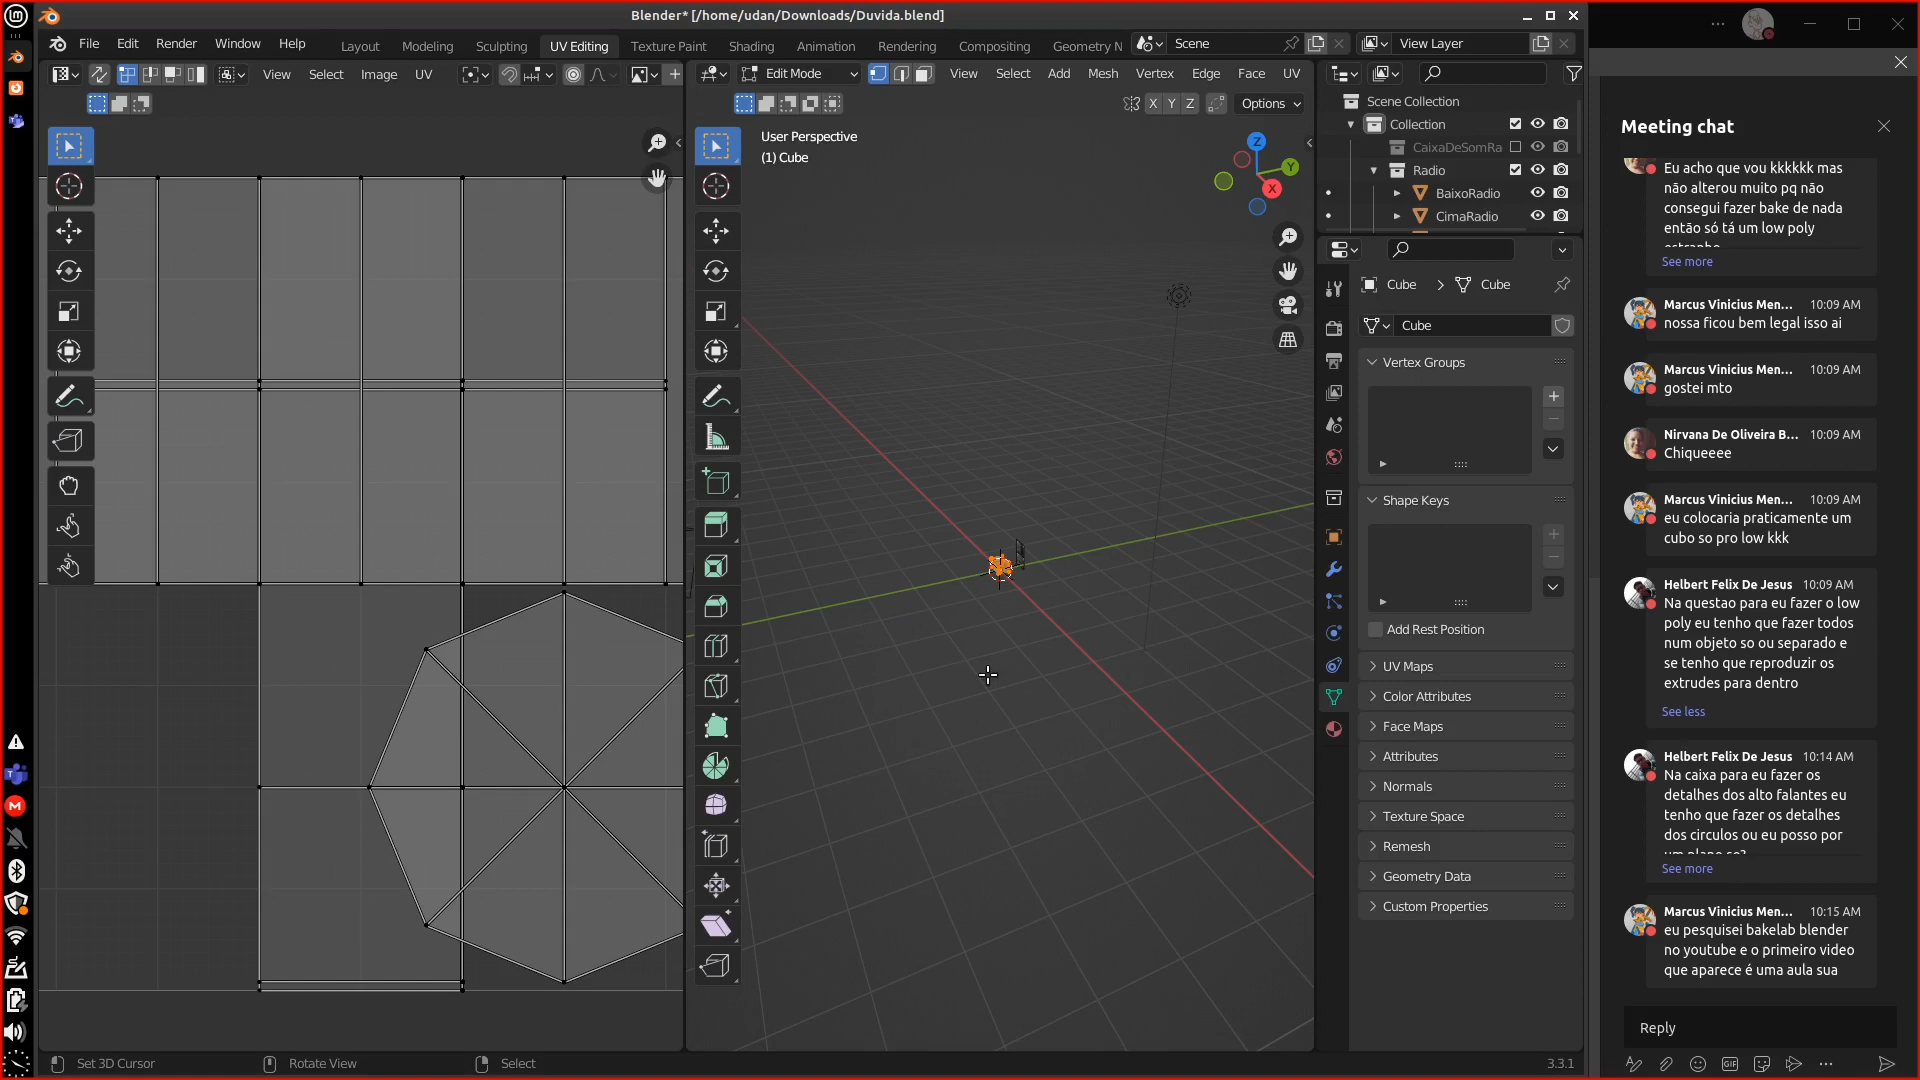 Blender* [/home/udan/Downloads/Duvida.blend]
File Edit Render Window Help
Layout Modeling Sculpting UV Editing Texture Paint Shading Animation Rendering Compositing Geometry N
Scene
View Layer
View Select Image UV
Edit Mode
View Select Add Mesh Vertex Edge Face UV
X Y Z
Options
User Perspective
(1) Cube
Z
Y
X
Scene Collection
Collection
CaixaDeSomRa
Radio
BaixoRadio
CimaRadio
Cube > Cube
Cube
Vertex Groups
Shape Keys
Add Rest Position
UV Maps
Color Attributes
Face Maps
Attributes
Normals
Texture Space
Remesh
Geometry Data
Custom Properties
Set 3D Cursor
Rotate View
Select
3.3.1
Meeting chat
Eu acho que vou kkkkkk mas
não alterou muito pq não
consegui fazer bake de nada
então só tá um low poly
See more
Marcus Vinicius Men... 10:09 AM
nossa ficou bem legal isso ai
Marcus Vinicius Men... 10:09 AM
gostei mto
Nirvana De Oliveira B... 10:09 AM
Chiqueeee
Marcus Vinicius Men... 10:09 AM
eu colocaria praticamente um
cubo so pro low kkk
Helbert Felix De Jesus 10:09 AM
Na questao para eu fazer o low
poly eu tenho que fazer todos
num objeto so ou separado e
se tenho que reproduzir os
extrudes para dentro
See less
Helbert Felix De Jesus 10:14 AM
Na caixa para eu fazer os
detalhes dos alto falantes eu
tenho que fazer os detalhes
dos circulos ou eu posso por
um plano so?
See more
Marcus Vinicius Men... 10:15 AM
eu pesquisei bakelab blender
no youtube e o primeiro video
que aparece é uma aula sua
Reply
GIF